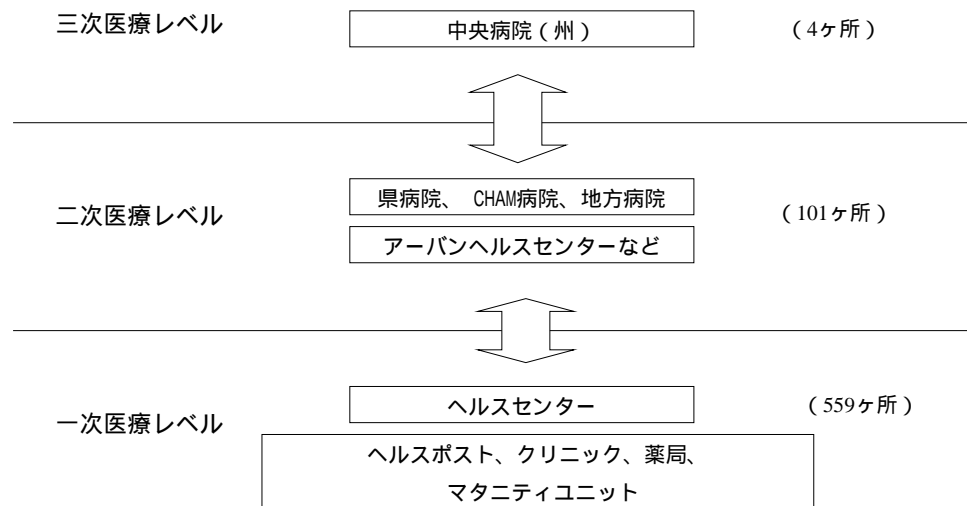 三次医療レベル
中央病院（州）
（4ヶ所）
県病院、 CHAM病院、地方病院
二次医療レベル
（101ヶ所）
アーバンヘルスセンターなど
ヘルスセンター
（559ヶ所）
一次医療レベル
ヘルスポスト、クリニック、薬局、
マタニティユニット